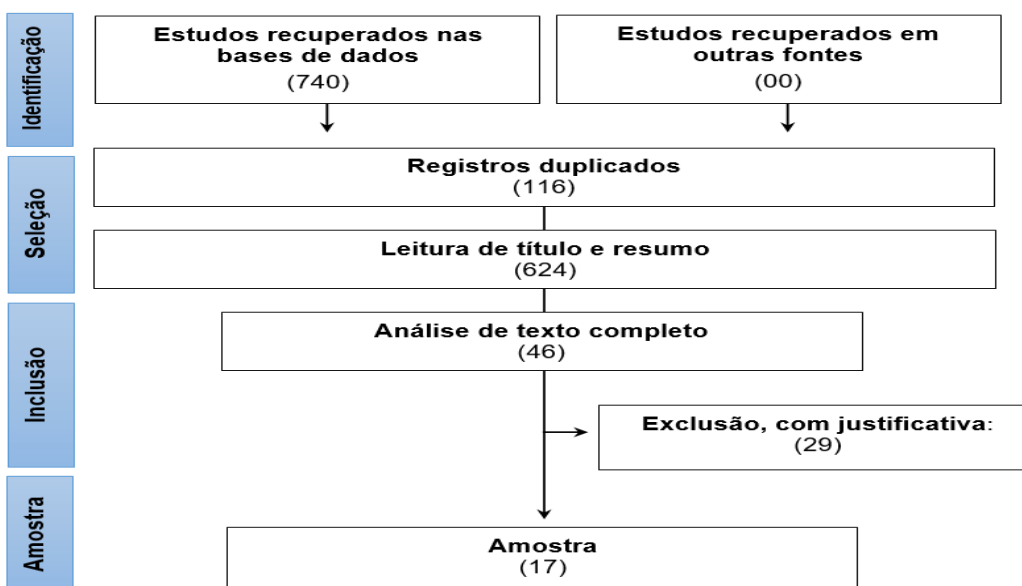 Identificação
Estudos recuperados nas
bases de dados
(740)
Estudos recuperados em
outras fontes
(00)
Seleção
Registros duplicados
(116)
Leitura de título e resumo
(624)
Inclusão
Análise de texto completo
(46)
Exclusão, com justificativa:
(29)
Amostra
Amostra
(17)